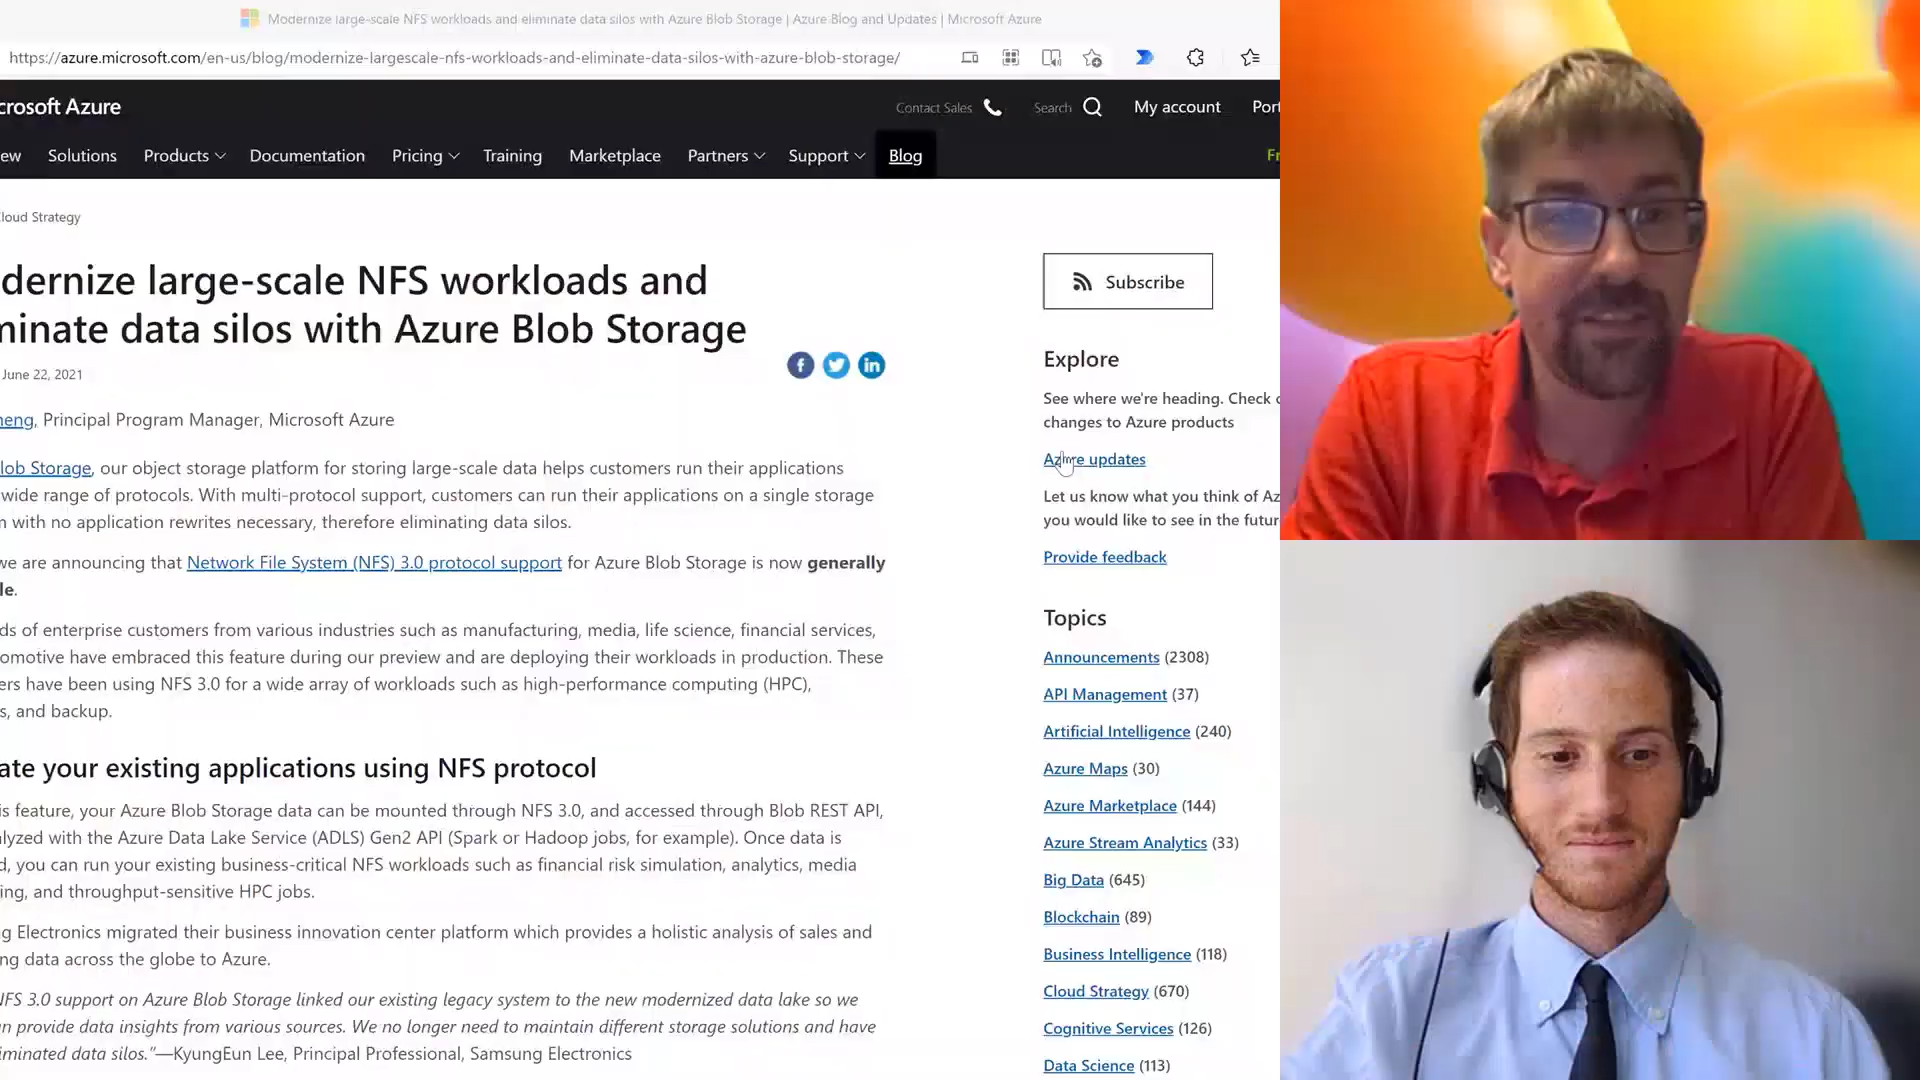 Modernize large-scale NFS workloads and eliminate data silos with Azure Blob Storage | Azure Blog and Updates | Microsoft Azure
https://azure.microsoft.com/en-us/blog/modernize-largescale-nfs-workloads-and-eliminate-data-silos-with-azure-blob-storage/
crosoft Azure
Contact Sales
Search
My account
Port
ew
Solutions
Products
Documentation
Pricing
Training
Marketplace
Partners
Support
Blog
Fr
loud Strategy
dernize large-scale NFS workloads and
minate data silos with Azure Blob Storage
June 22, 2021
heng, Principal Program Manager, Microsoft Azure
lob Storage, our object storage platform for storing large-scale data helps customers run their applications
wide range of protocols. With multi-protocol support, customers can run their applications on a single storage
m with no application rewrites necessary, therefore eliminating data silos.
we are announcing that Network File System (NFS) 3.0 protocol support for Azure Blob Storage is now generally
le.
ds of enterprise customers from various industries such as manufacturing, media, life science, financial services,
omotive have embraced this feature during our preview and are deploying their workloads in production. These
ers have been using NFS 3.0 for a wide array of workloads such as high-performance computing (HPC),
s, and backup.
ate your existing applications using NFS protocol
is feature, your Azure Blob Storage data can be mounted through NFS 3.0, and accessed through Blob REST API,
alyzed with the Azure Data Lake Service (ADLS) Gen2 API (Spark or Hadoop jobs, for example). Once data is
d, you can run your existing business-critical NFS workloads such as financial risk simulation, analytics, media
ing, and throughput-sensitive HPC jobs.
g Electronics migrated their business innovation center platform which provides a holistic analysis of sales and
ng data across the globe to Azure.
NFS 3.0 support on Azure Blob Storage linked our existing legacy system to the new modernized data lake so we
n provide data insights from various sources. We no longer need to maintain different storage solutions and have
iminated data silos.”—KyungEun Lee, Principal Professional, Samsung Electronics
Subscribe
Explore
See where we're heading. Check o
changes to Azure products
Azure updates
Let us know what you think of Az
you would like to see in the futur
Provide feedback
Topics
Announcements (2308)
API Management (37)
Artificial Intelligence (240)
Azure Maps (30)
Azure Marketplace (144)
Azure Stream Analytics (33)
Big Data (645)
Blockchain (89)
Business Intelligence (118)
Cloud Strategy (670)
Cognitive Services (126)
Data Science (113)